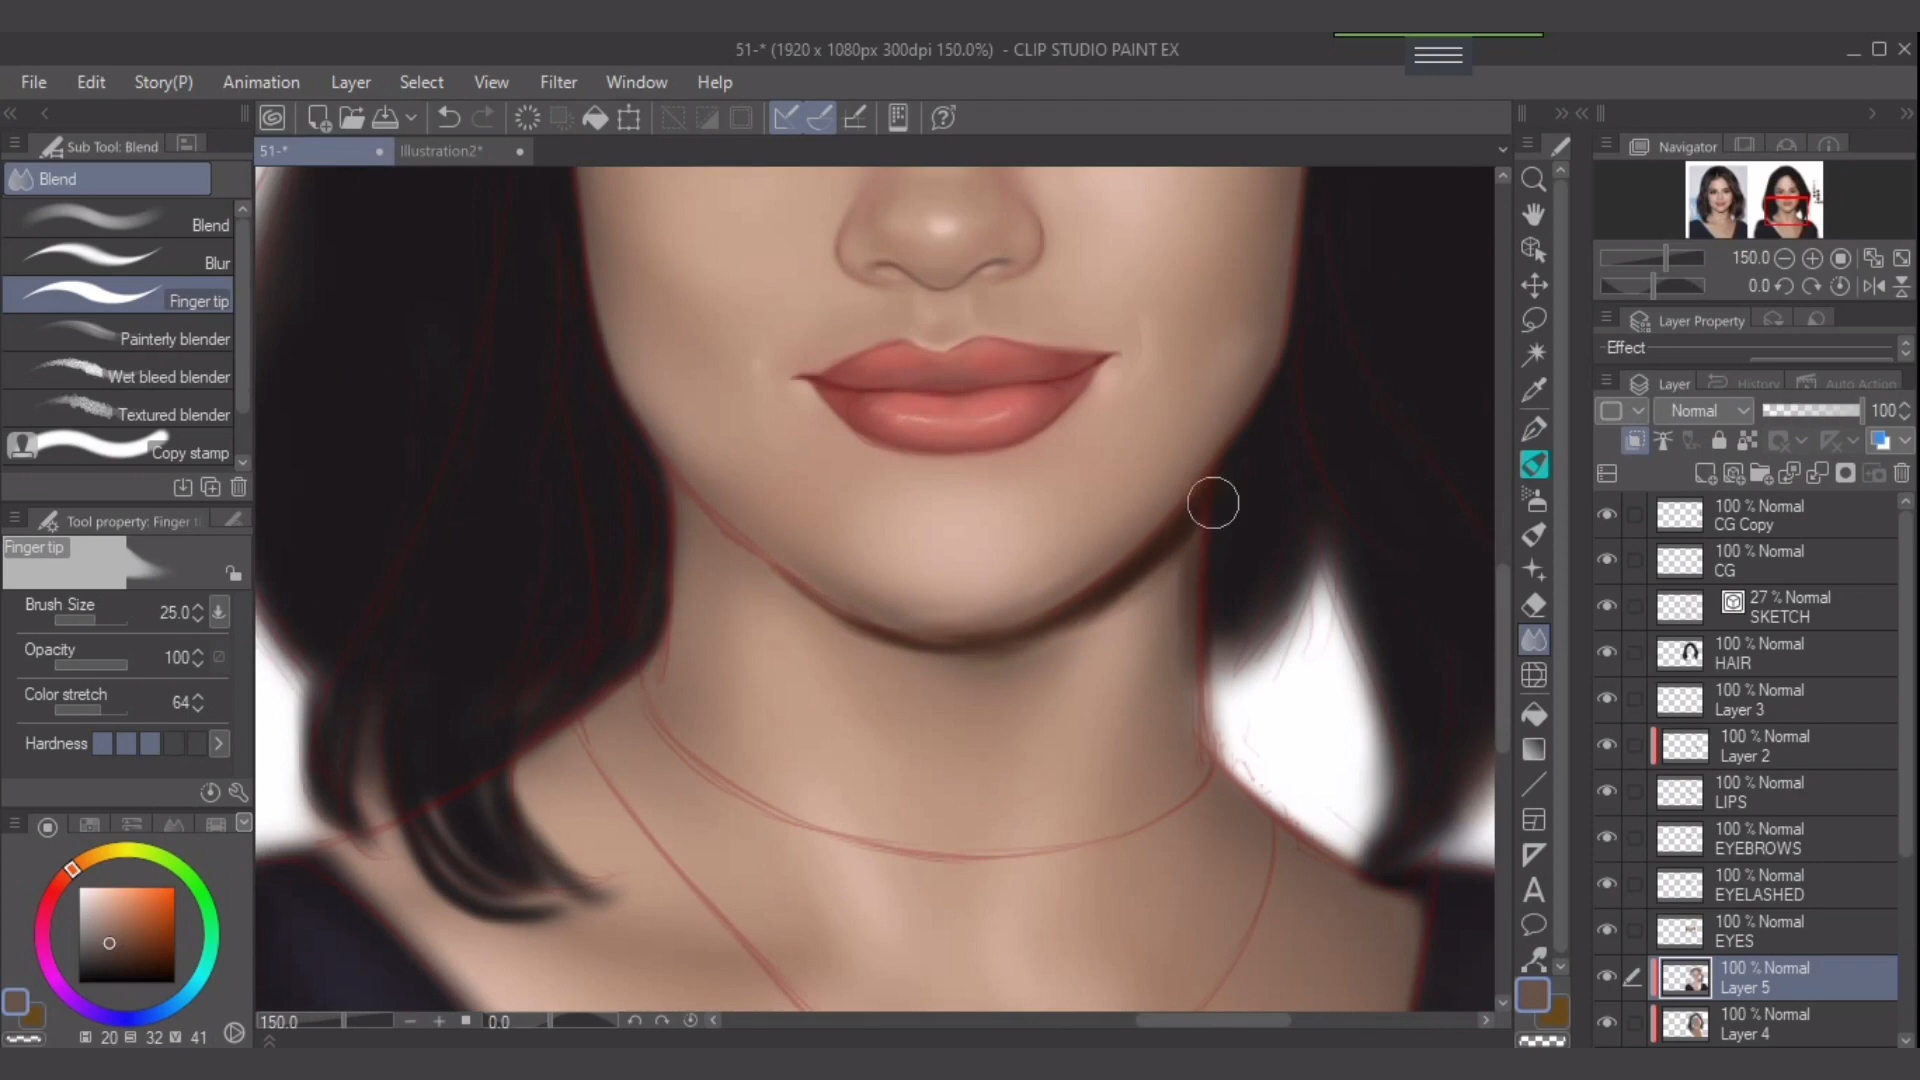 51-* (1920 x 1080px 300dpi 150.0%) - CLIP STUDIO PAINT EX
File Edit Story(P) Animation Layer Select View Filter Window Help
Sub Tool: Blend
51-*
Illustration2*
Navigator
Blend
Blend
Blur
Finger tip
Painterly blender
Wet bleed blender
Textured blender
Copy stamp
Tool property: Finger t
Finger tip
Brush Size 25.0
Opacity 100
Color stretch 64
Hardness
H 20 S 32 V 41
150.0 0.0
150.0
0.0
Layer Property
Effect
Layer History Auto Action
Normal 100
100 % Normal
CG Copy
100 % Normal
CG
27 % Normal
SKETCH
100 % Normal
HAIR
100 % Normal
Layer 3
100 % Normal
Layer 2
100 % Normal
LIPS
100 % Normal
EYEBROWS
100 % Normal
EYELASHED
100 % Normal
EYES
100 % Normal
Layer 5
100 % Normal
Layer 4